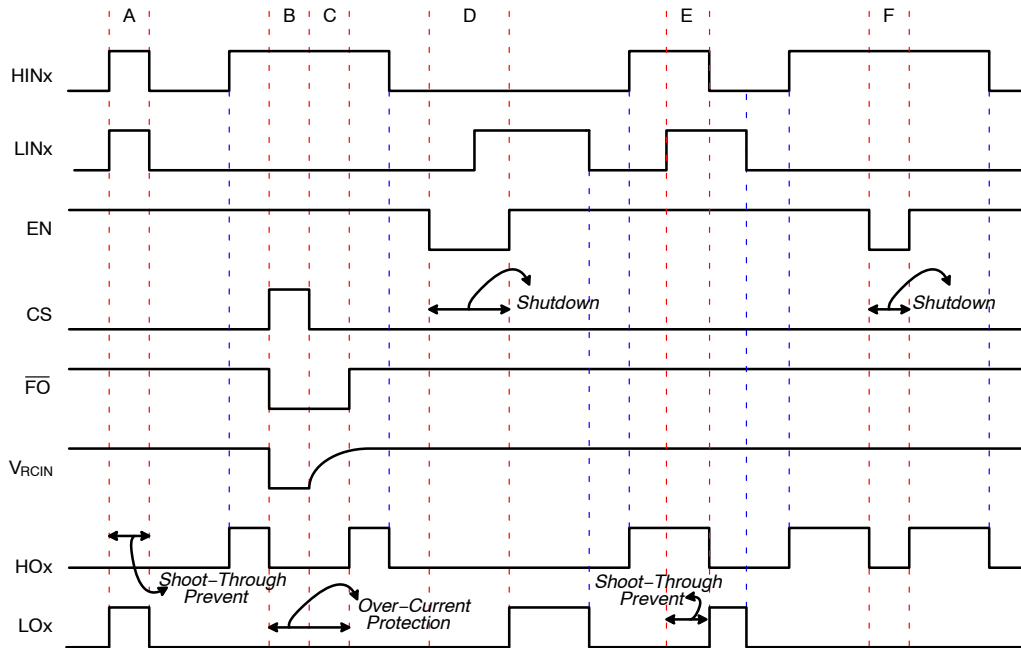 A B C D E F
HINx
LINx
EN
Shutdown Shutdown
CS
FO
VRCIN
HOx
Shoot-Through
Prevent
Over-Current
Protection
Shoot-Through
Prevent
LOx